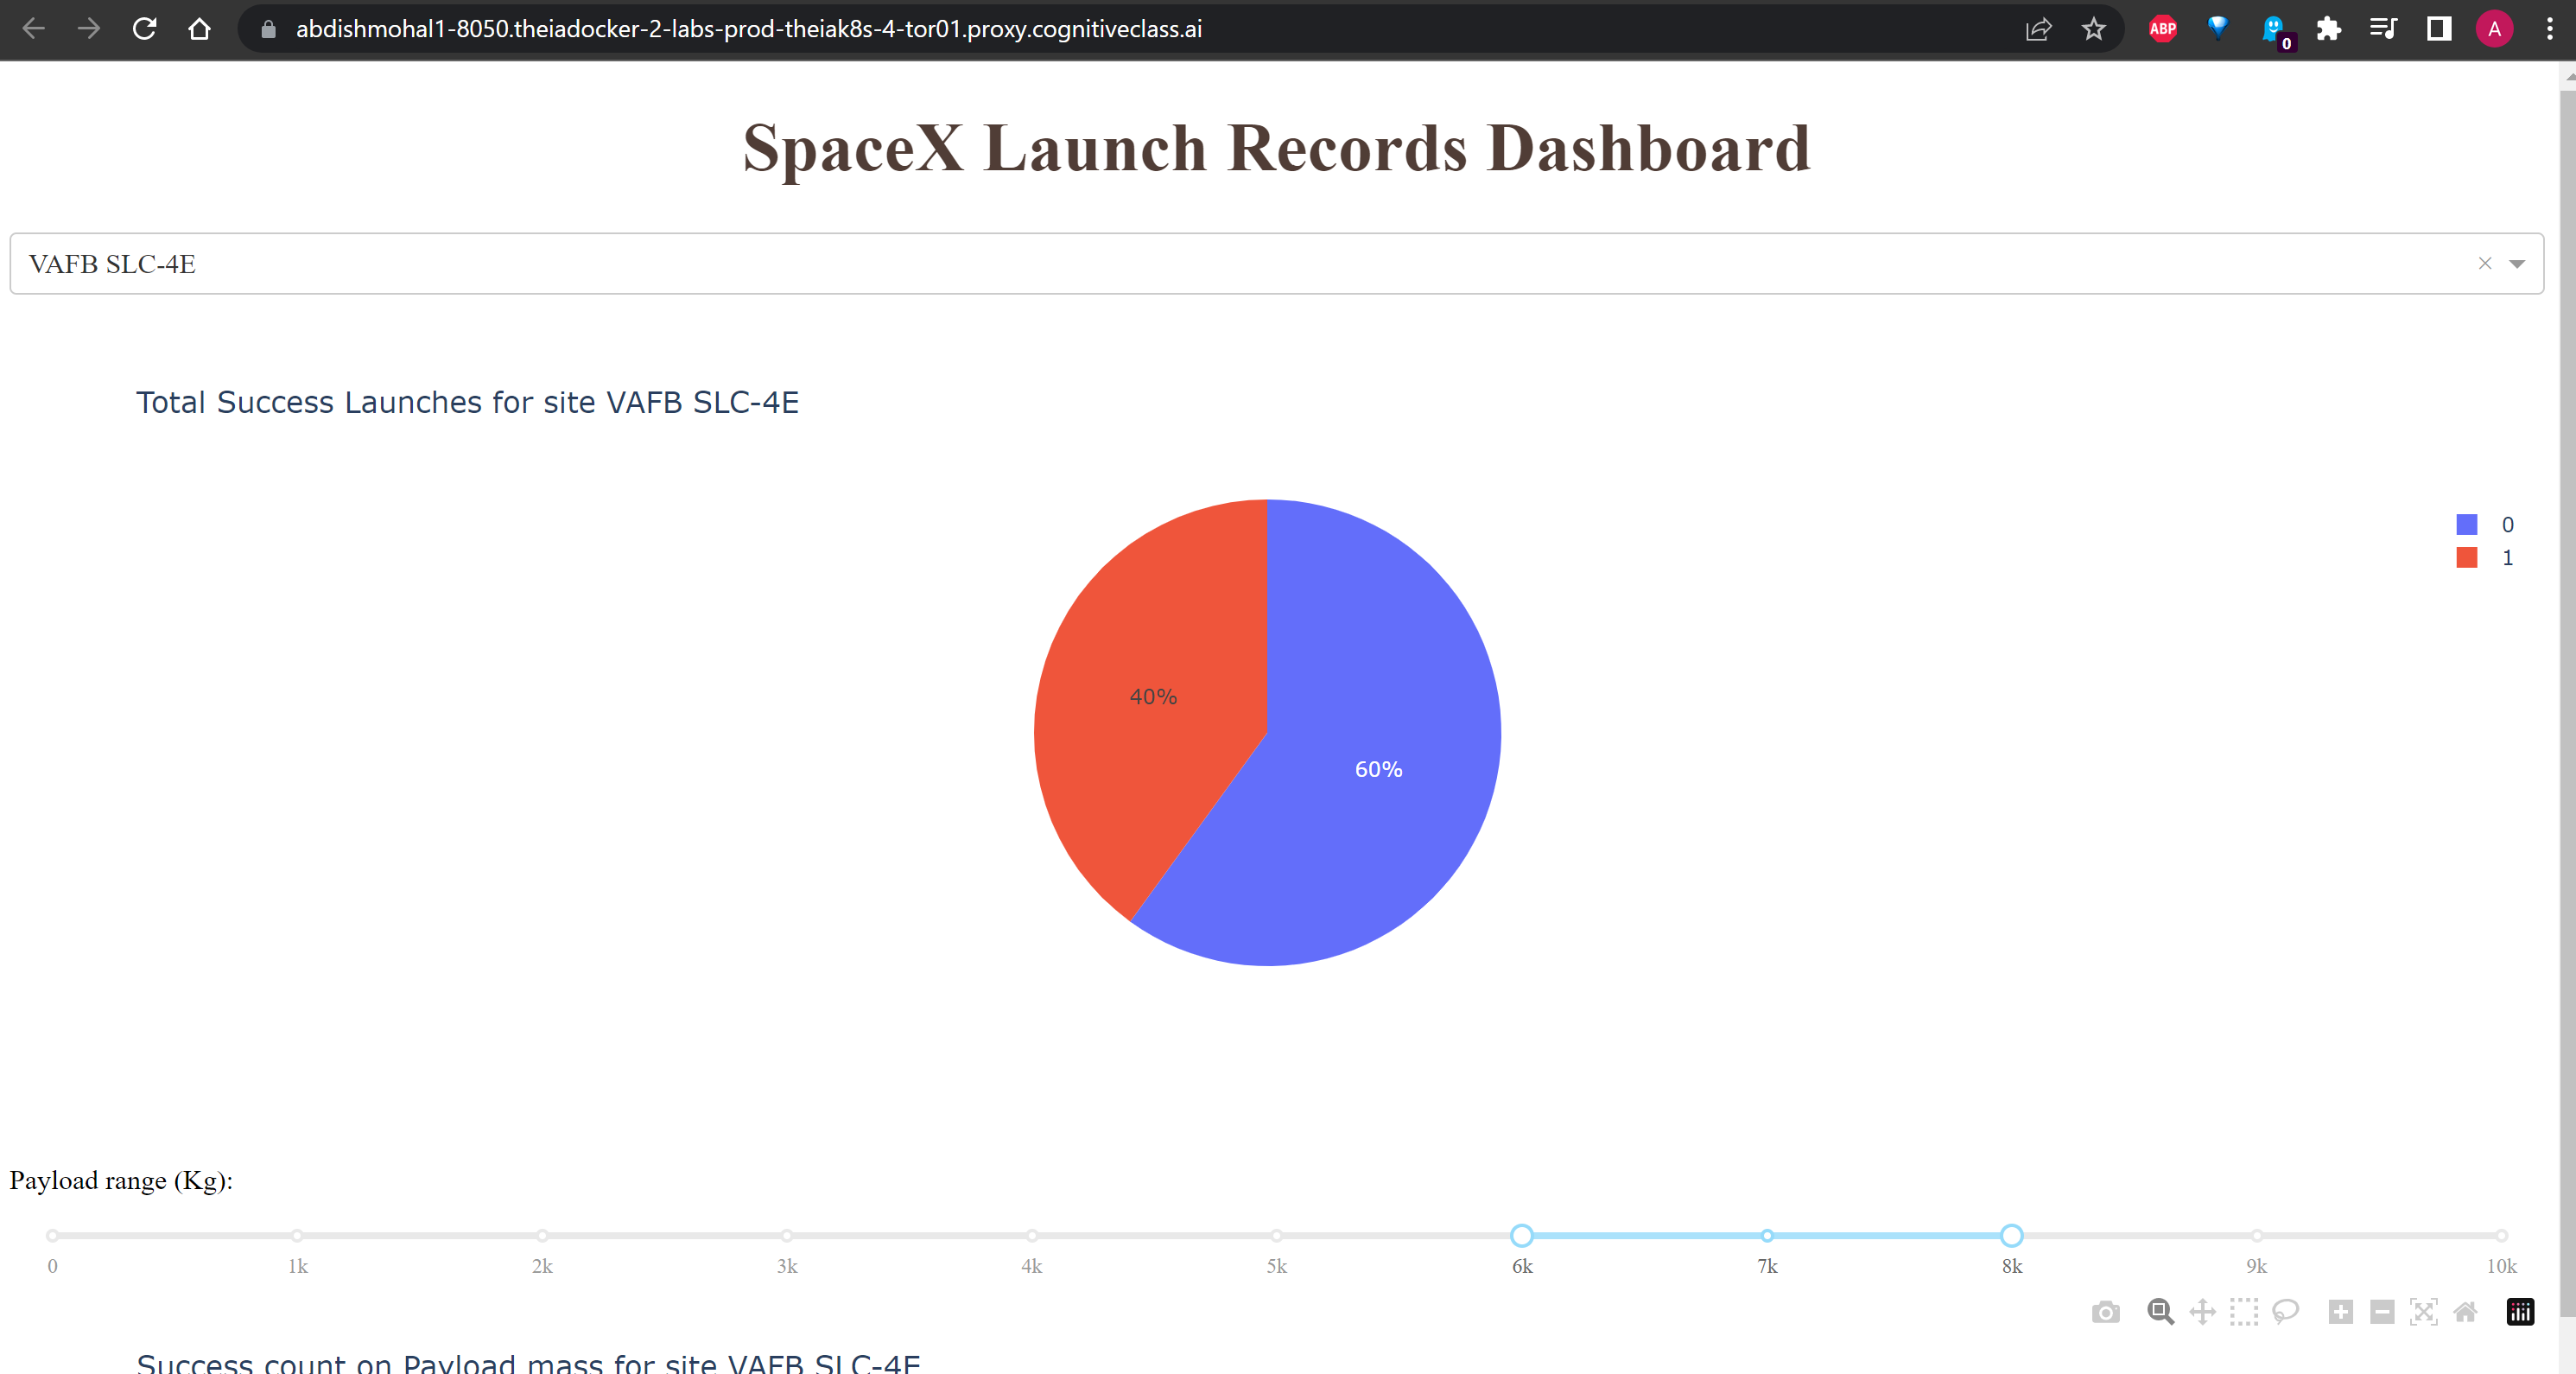 abdishmohal1-8050.theiadocker-2-labs-prod-theiak8s-4-tor01.proxy.cognitiveclass.ai
ABP
0
A
SpaceX Launch Records Dashboard
VAFB SLC-4E
Total Success Launches for site VAFB SLC-4E
0
1
40%
60%
Payload range (Kg):
0 1k 2k 3k 4k 5k 6k 7k 8k 9k 10k
Success count on Payload mass for site VAFB SLC-4E